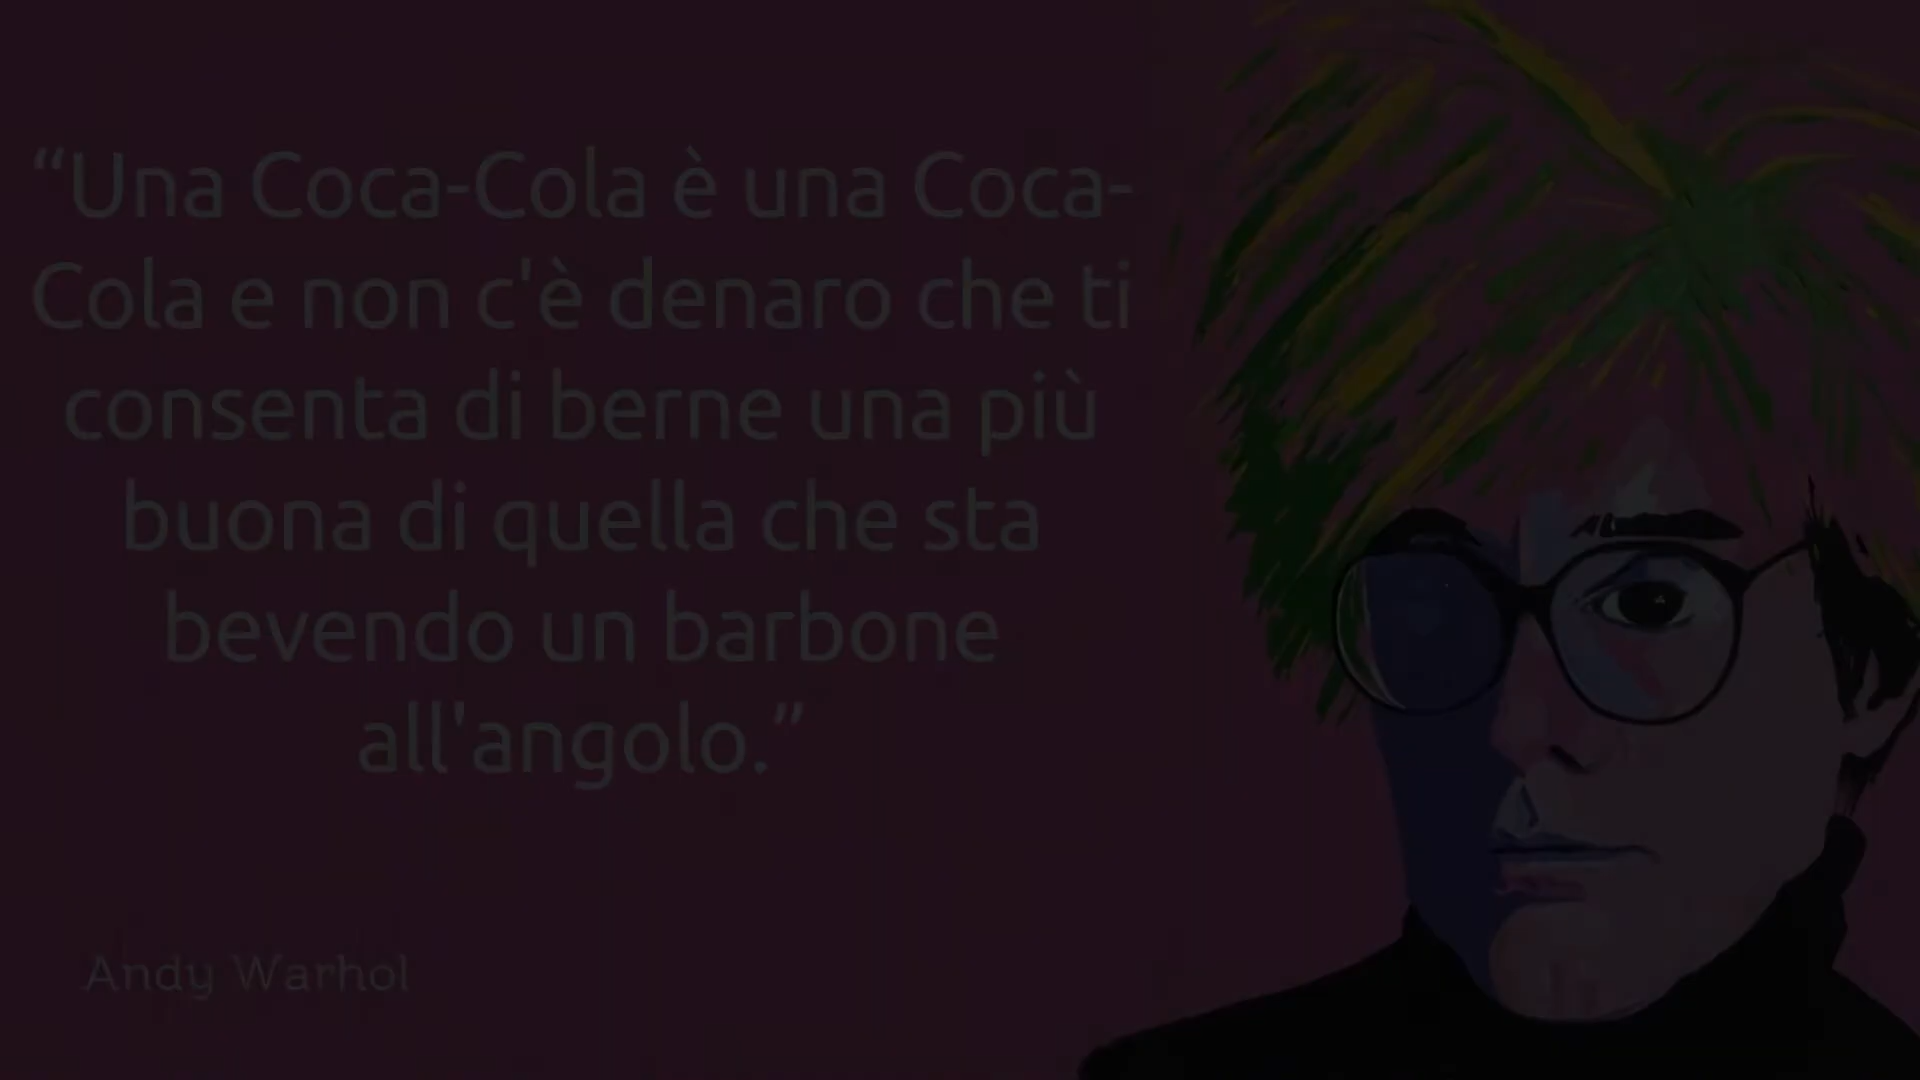 “Una Coca-Cola è una Coca-
Cola e non c'è denaro che ti
consenta di berne una più
buona di quella che sta
bevendo un barbone
all'angolo.”
Andy Warhol